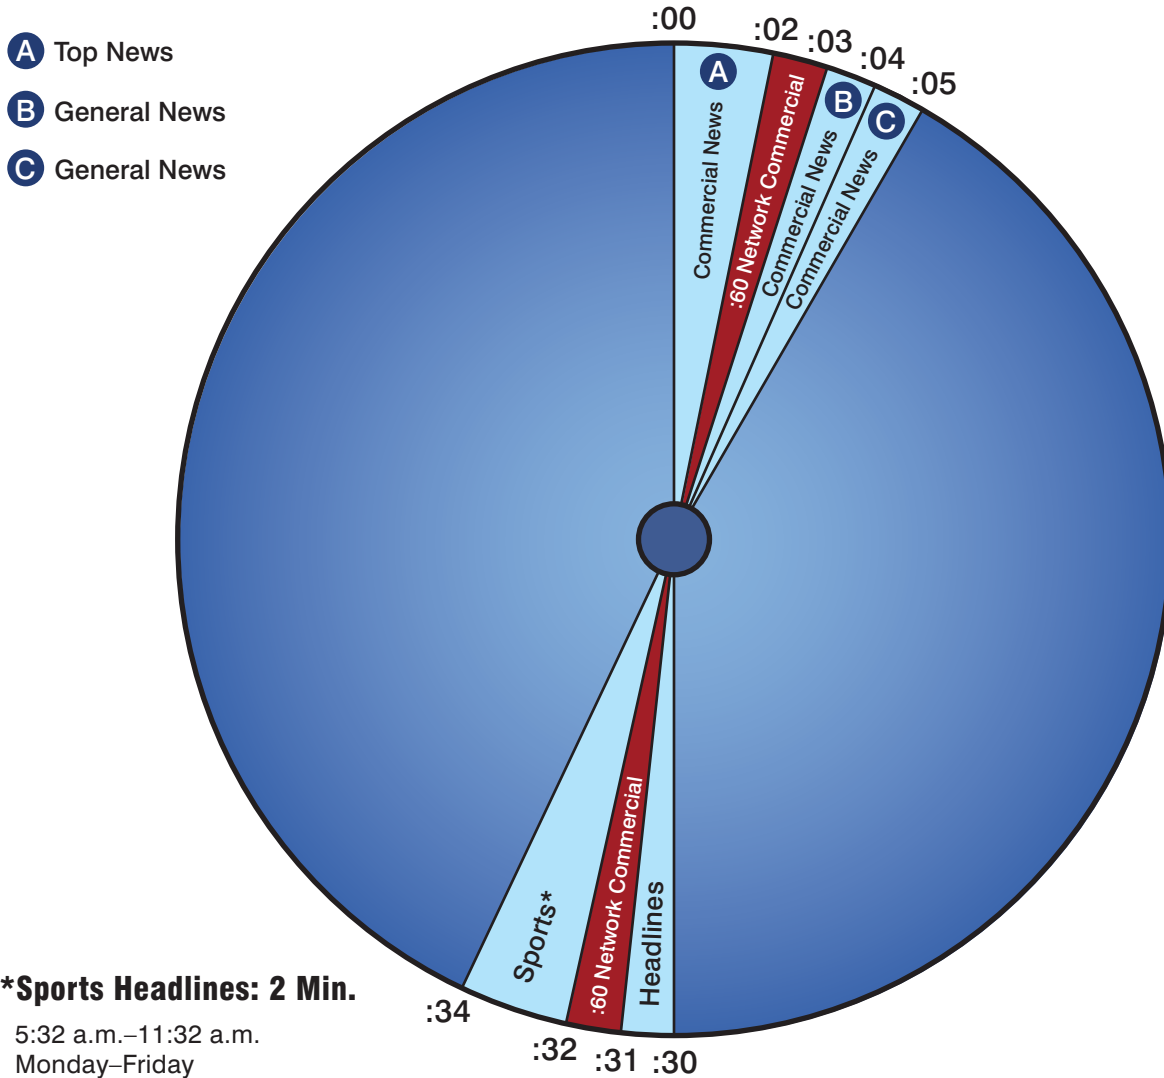 A Top News
B General News
C General News
:00
:02
:03
:04
:05
A
Commercial News
:60 Network Commercial
B
Commercial News
C
Commercial News
Sports*
:60 Network Commercial
Headlines
:34
:32
:31
:30
*Sports Headlines: 2 Min.
5:32 a.m.–11:32 a.m.
Monday–Friday